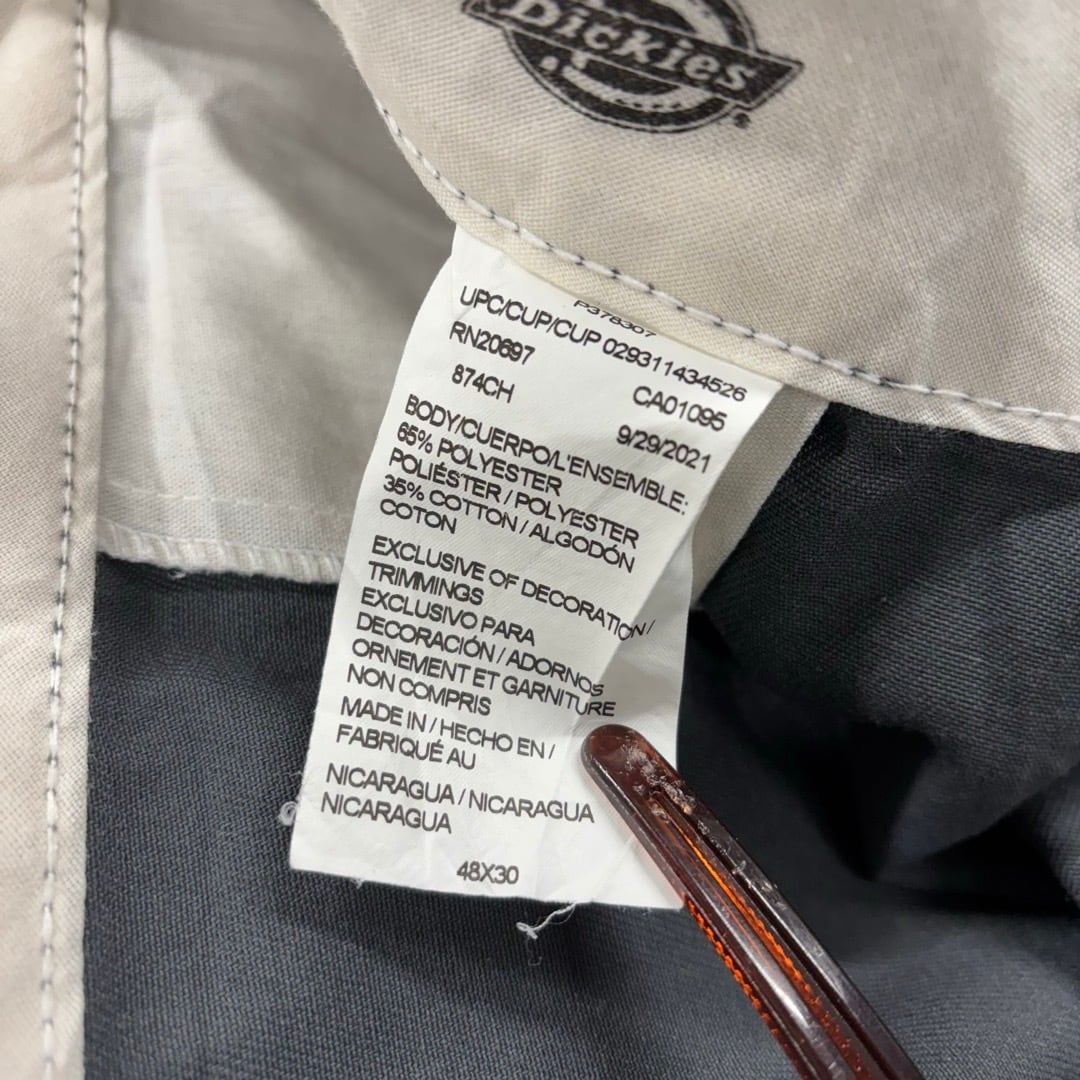 Dickies
®
P378307
UPC/CUP/CUP 029311434526
RN20697 CA01095
874CH 9/29/2021
BODY/CUERPO/L'ENSEMBLE:
65% POLYESTER
POLIÉSTER / POLYESTER
35% COTTON / ALGODÓN
COTON
EXCLUSIVE OF DECORATION /
TRIMMINGS
EXCLUSIVO PARA
DECORACIÓN / ADORNOS
ORNEMENT ET GARNITURE
NON COMPRIS
MADE IN / HECHO EN /
FABRIQUÉ AU
NICARAGUA / NICARAGUA
NICARAGUA
48X30